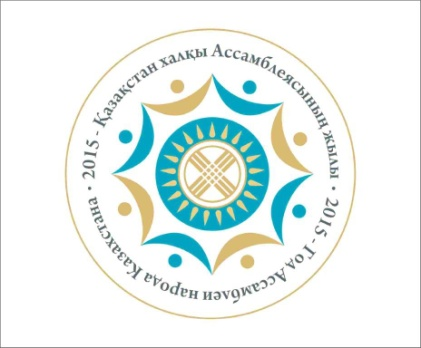 2015 - Қазақстан халқы Ассамблеясының жылы
2015 - Год Ассамблеи народа Казахстана